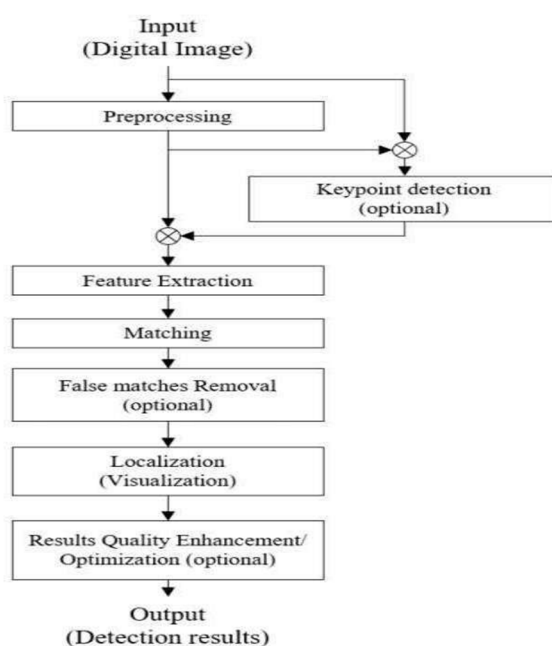 Input
(Digital Image)
Preprocessing
Keypoint detection
(optional)
Feature Extraction
Matching
False matches Removal
(optional)
Localization
(Visualization)
Results Quality Enhancement/
Optimization (optional)
Output
(Detection results)